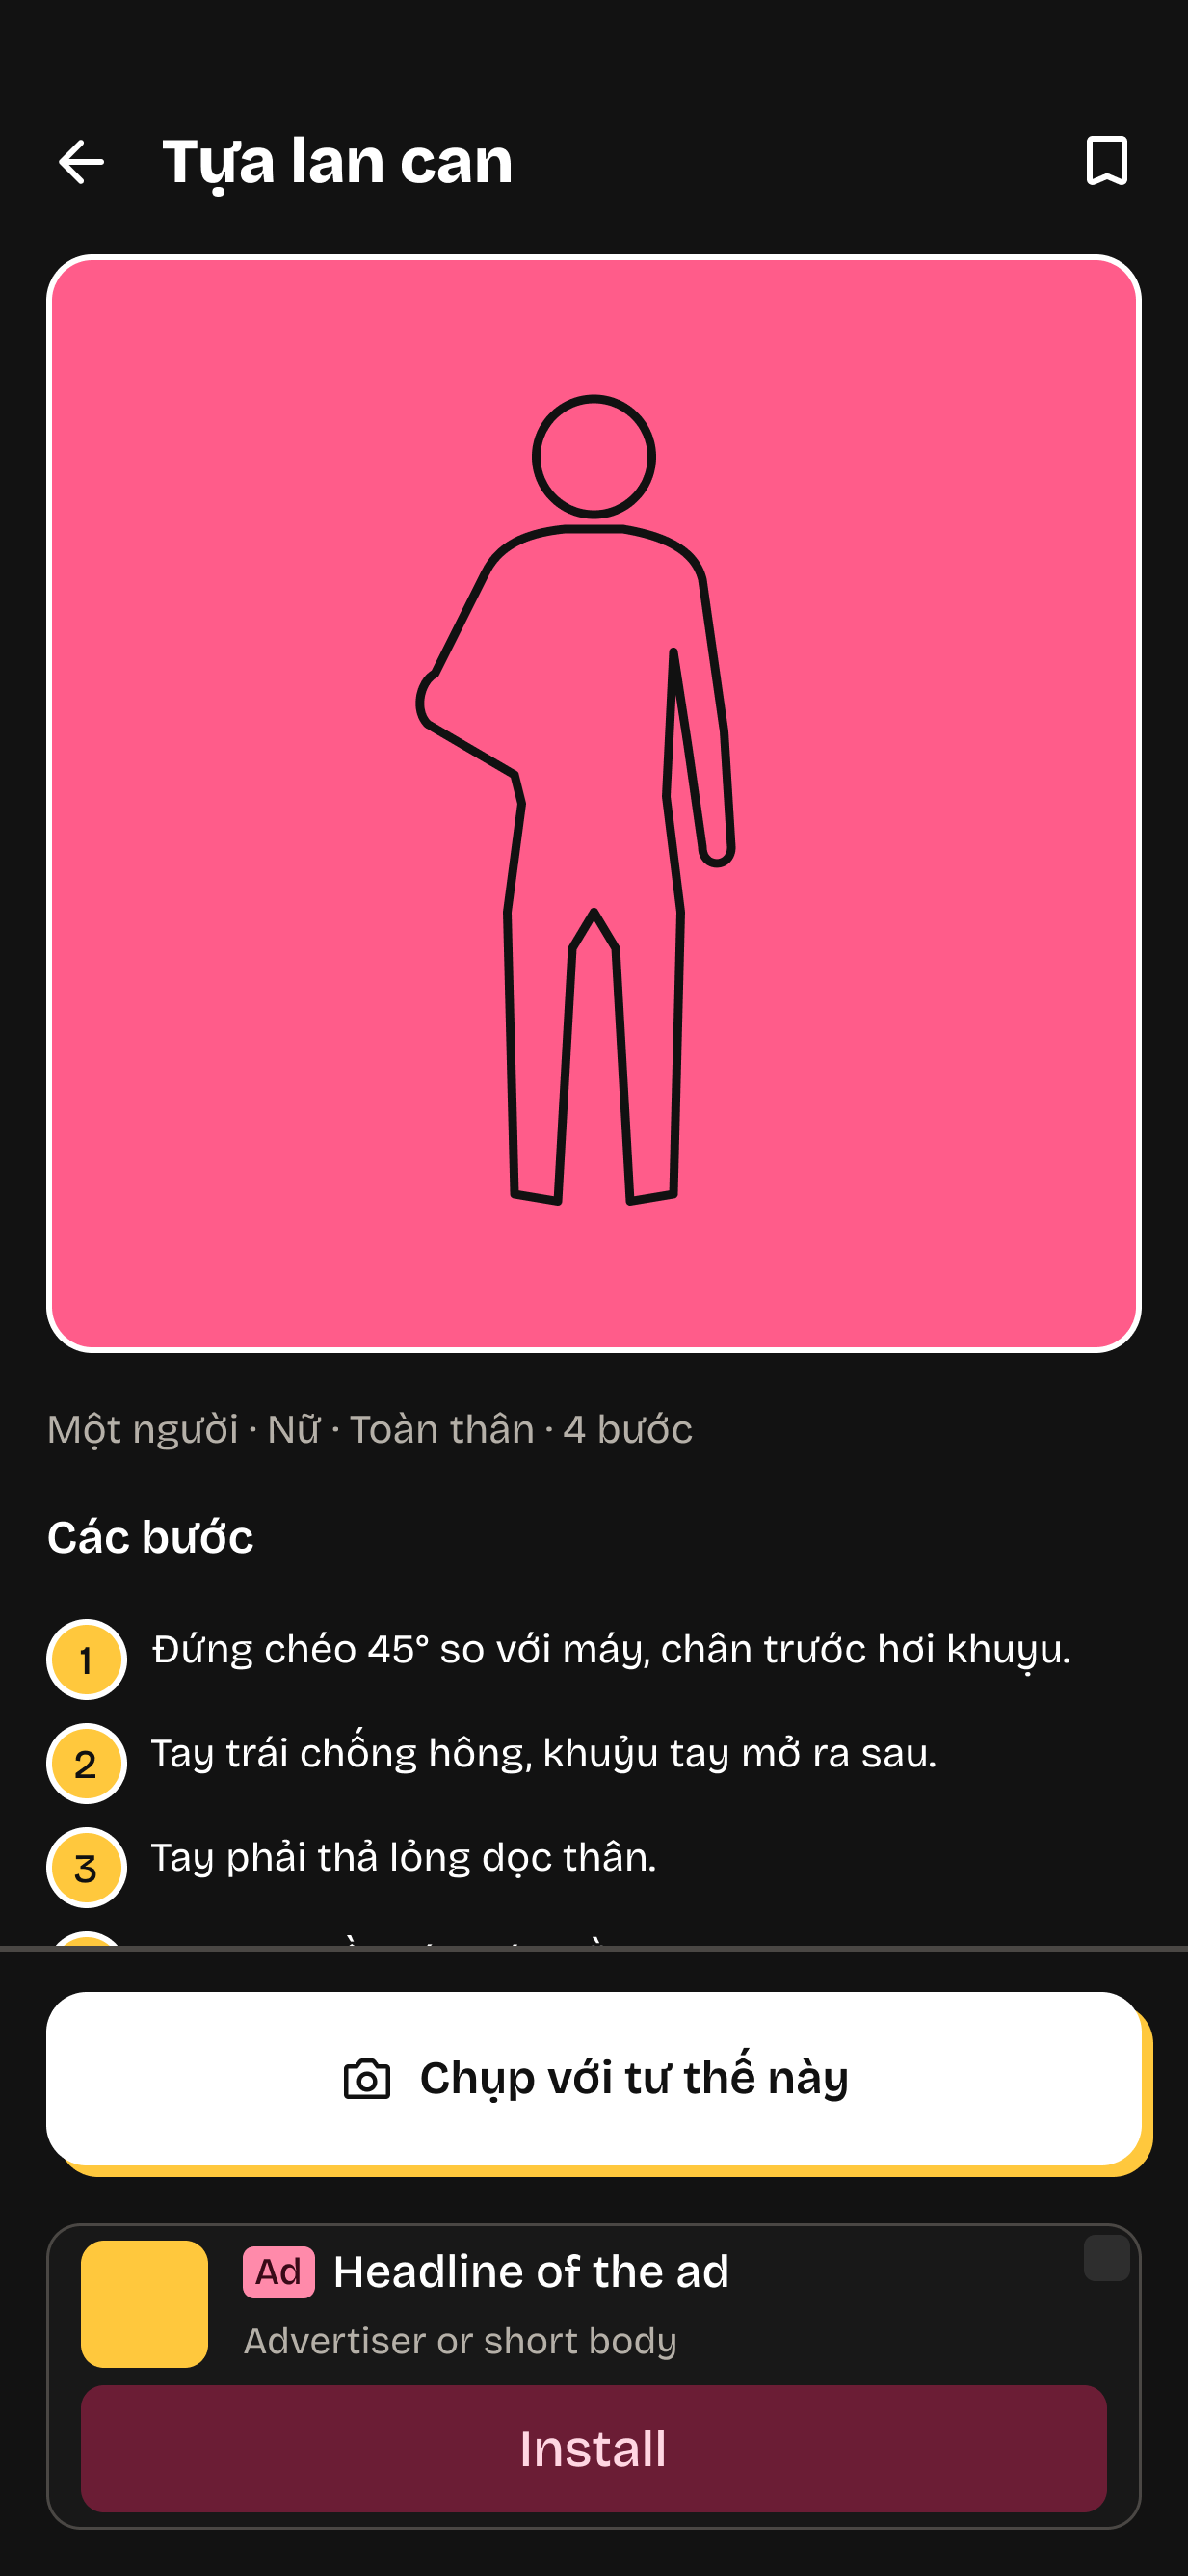 Tựa lan can
Một người · Nữ · Toàn thân · 4 bước
Các bước
1 Đứng chéo 45° so với máy, chân trước hơi khuỵu.
2 Tay trái chống hông, khuỷu tay mở ra sau.
3 Tay phải thả lỏng dọc thân.
Chụp với tư thế này
Ad Headline of the ad
Advertiser or short body
Install